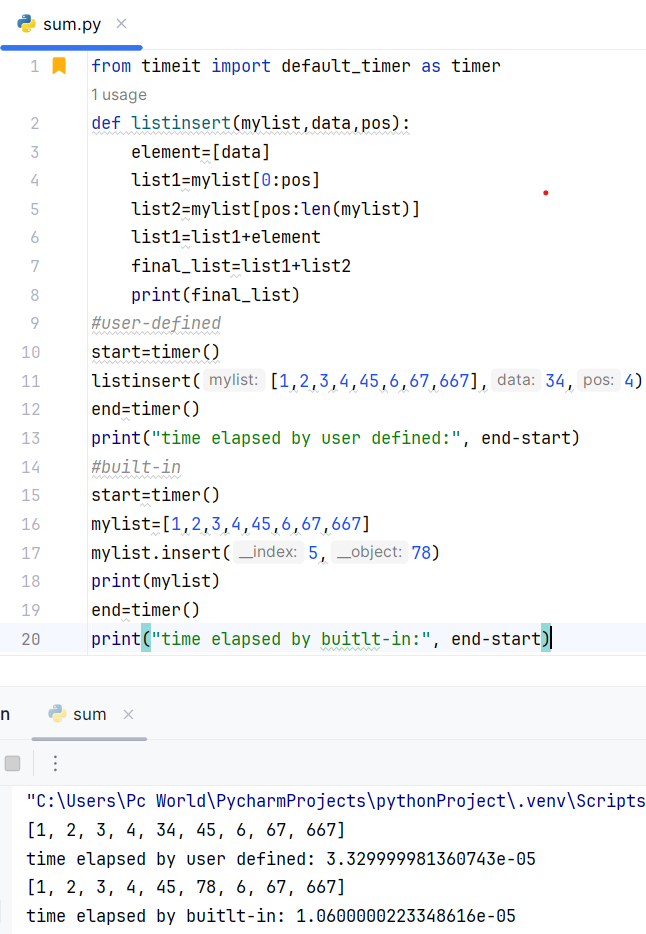 sum.py
1 from timeit import default_timer as timer
1 usage
2 def listinsert(mylist,data,pos):
3     element=[data]
4     list1=mylist[0:pos]
5     list2=mylist[pos:len(mylist)]
6     list1=list1+element
7     final_list=list1+list2
8     print(final_list)
9 #user-defined
10 start=timer()
11 listinsert( mylist: [1,2,3,4,45,6,67,667], data: 34, pos: 4)
12 end=timer()
13 print("time elapsed by user defined:", end-start)
14 #built-in
15 start=timer()
16 mylist=[1,2,3,4,45,6,67,667]
17 mylist.insert( __index: 5, __object: 78)
18 print(mylist)
19 end=timer()
20 print("time elapsed by buitlt-in:", end-start)
n sum
"C:\Users\Pc World\PycharmProjects\pythonProject\.venv\Scripts
[1, 2, 3, 4, 34, 45, 6, 67, 667]
time elapsed by user defined: 3.329999981360743e-05
[1, 2, 3, 4, 45, 78, 6, 67, 667]
time elapsed by buitlt-in: 1.0600000223348616e-05